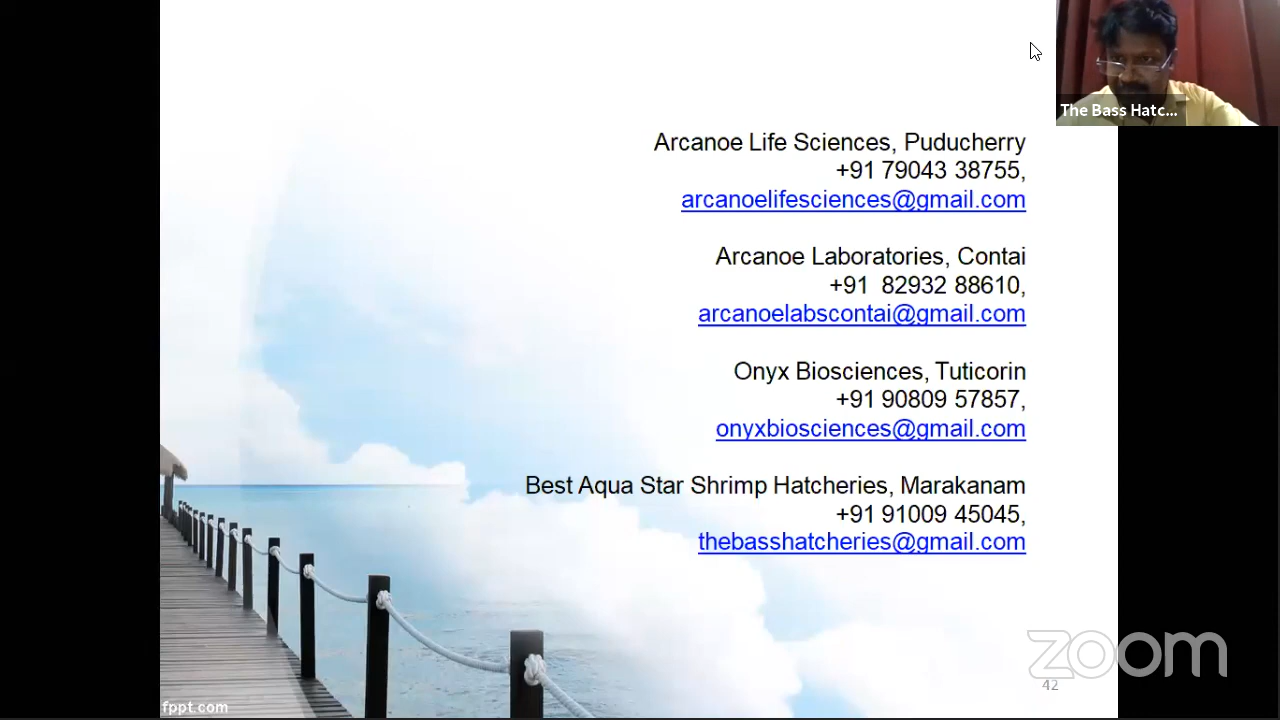 The Bass Hatc...
Arcanoe Life Sciences, Puducherry
+91 79043 38755,
arcanoelifesciences@gmail.com
Arcanoe Laboratories, Contai
+91  82932 88610,
arcanoelabscontai@gmail.com
Onyx Biosciences, Tuticorin
+91 90809 57857,
onyxbiosciences@gmail.com
Best Aqua Star Shrimp Hatcheries, Marakanam
+91 91009 45045,
thebasshatcheries@gmail.com
zoom
42
fppt.com